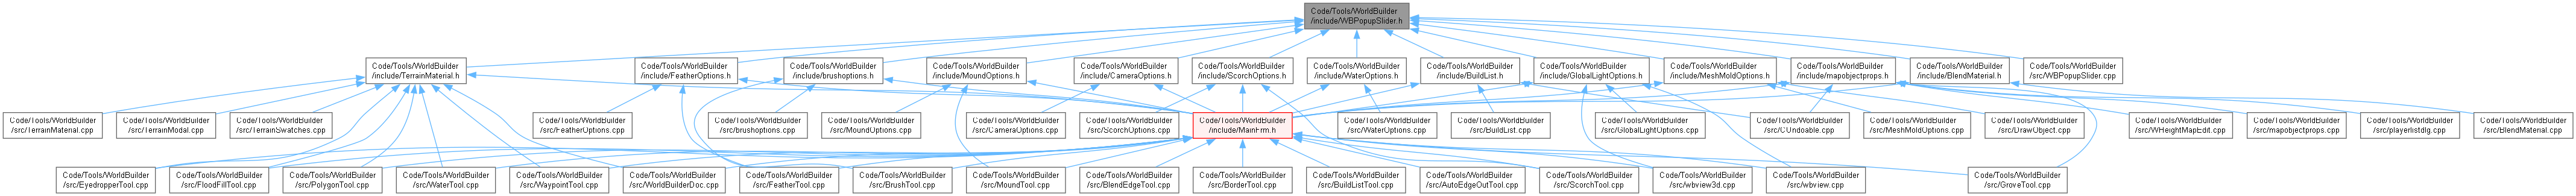 Code/Tools/WorldBuilder
/include/WBPopupSlider.h
Code/Tools/WorldBuilder
/include/TerrainMaterial.h
Code/Tools/WorldBuilder
/include/FeatherOptions.h
Code/Tools/WorldBuilder
/include/brushoptions.h
Code/Tools/WorldBuilder
/include/MoundOptions.h
Code/Tools/WorldBuilder
/include/CameraOptions.h
Code/Tools/WorldBuilder
/include/ScorchOptions.h
Code/Tools/WorldBuilder
/include/WaterOptions.h
Code/Tools/WorldBuilder
/include/BuildList.h
Code/Tools/WorldBuilder
/include/GlobalLightOptions.h
Code/Tools/WorldBuilder
/include/MeshMoldOptions.h
Code/Tools/WorldBuilder
/include/mapobjectprops.h
Code/Tools/WorldBuilder
/include/BlendMaterial.h
Code/Tools/WorldBuilder
/src/WBPopupSlider.cpp
Code/Tools/WorldBuilder
/src/TerrainMaterial.cpp
Code/Tools/WorldBuilder
/src/TerrainModal.cpp
Code/Tools/WorldBuilder
/src/TerrainSwatches.cpp
Code/Tools/WorldBuilder
/src/FeatherOptions.cpp
Code/Tools/WorldBuilder
/src/brushoptions.cpp
Code/Tools/WorldBuilder
/src/MoundOptions.cpp
Code/Tools/WorldBuilder
/src/CameraOptions.cpp
Code/Tools/WorldBuilder
/src/ScorchOptions.cpp
Code/Tools/WorldBuilder
/include/MainFrm.h
Code/Tools/WorldBuilder
/src/WaterOptions.cpp
Code/Tools/WorldBuilder
/src/BuildList.cpp
Code/Tools/WorldBuilder
/src/GlobalLightOptions.cpp
Code/Tools/WorldBuilder
/src/CUndoable.cpp
Code/Tools/WorldBuilder
/src/MeshMoldOptions.cpp
Code/Tools/WorldBuilder
/src/DrawObject.cpp
Code/Tools/WorldBuilder
/src/WHeightMapEdit.cpp
Code/Tools/WorldBuilder
/src/mapobjectprops.cpp
Code/Tools/WorldBuilder
/src/playerlistdlg.cpp
Code/Tools/WorldBuilder
/src/BlendMaterial.cpp
Code/Tools/WorldBuilder
/src/EyedropperTool.cpp
Code/Tools/WorldBuilder
/src/FloodFillTool.cpp
Code/Tools/WorldBuilder
/src/PolygonTool.cpp
Code/Tools/WorldBuilder
/src/WaterTool.cpp
Code/Tools/WorldBuilder
/src/WaypointTool.cpp
Code/Tools/WorldBuilder
/src/WorldBuilderDoc.cpp
Code/Tools/WorldBuilder
/src/FeatherTool.cpp
Code/Tools/WorldBuilder
/src/BrushTool.cpp
Code/Tools/WorldBuilder
/src/MoundTool.cpp
Code/Tools/WorldBuilder
/src/BlendEdgeTool.cpp
Code/Tools/WorldBuilder
/src/BorderTool.cpp
Code/Tools/WorldBuilder
/src/BuildListTool.cpp
Code/Tools/WorldBuilder
/src/AutoEdgeOutTool.cpp
Code/Tools/WorldBuilder
/src/ScorchTool.cpp
Code/Tools/WorldBuilder
/src/wbview3d.cpp
Code/Tools/WorldBuilder
/src/wbview.cpp
Code/Tools/WorldBuilder
/src/GroveTool.cpp